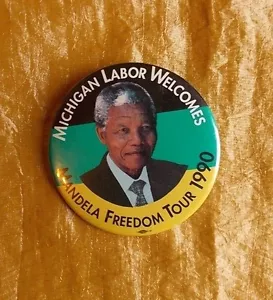 MICHIGAN LABOR WELCOMES
MANDELA FREEDOM TOUR 1990